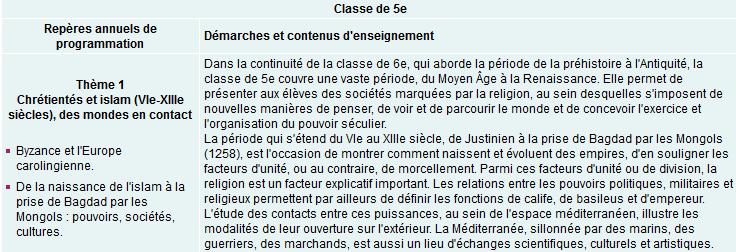 Classe de 5e
Repères annuels de
programmation
Démarches et contenus d'enseignement
Thème 1
Chrétientés et islam (VIe-XIIIe
siècles), des mondes en contact
Byzance et l'Europe
carolingienne.
De la naissance de l'islam à la
prise de Bagdad par les
Mongols : pouvoirs, sociétés,
cultures.
Dans la continuité de la classe de 6e, qui aborde la période de la préhistoire à l'Antiquité, la
classe de 5e couvre une vaste période, du Moyen Âge à la Renaissance. Elle permet de
présenter aux élèves des sociétés marquées par la religion, au sein desquelles s'imposent de
nouvelles manières de penser, de voir et de parcourir le monde et de concevoir l'exercice et
l'organisation du pouvoir séculier.
La période qui s'étend du VIe au XIIIe siècle, de Justinien à la prise de Bagdad par les Mongols
(1258), est l'occasion de montrer comment naissent et évoluent des empires, d'en souligner les
facteurs d'unité, ou au contraire, de morcellement. Parmi ces facteurs d'unité ou de division, la
religion est un facteur explicatif important. Les relations entre les pouvoirs politiques, militaires et
religieux permettent par ailleurs de définir les fonctions de calife, de basileus et d'empereur.
L'étude des contacts entre ces puissances, au sein de l'espace méditerranéen, illustre les
modalités de leur ouverture sur l'extérieur. La Méditerranée, sillonnée par des marins, des
guerriers, des marchands, est aussi un lieu d'échanges scientifiques, culturels et artistiques.